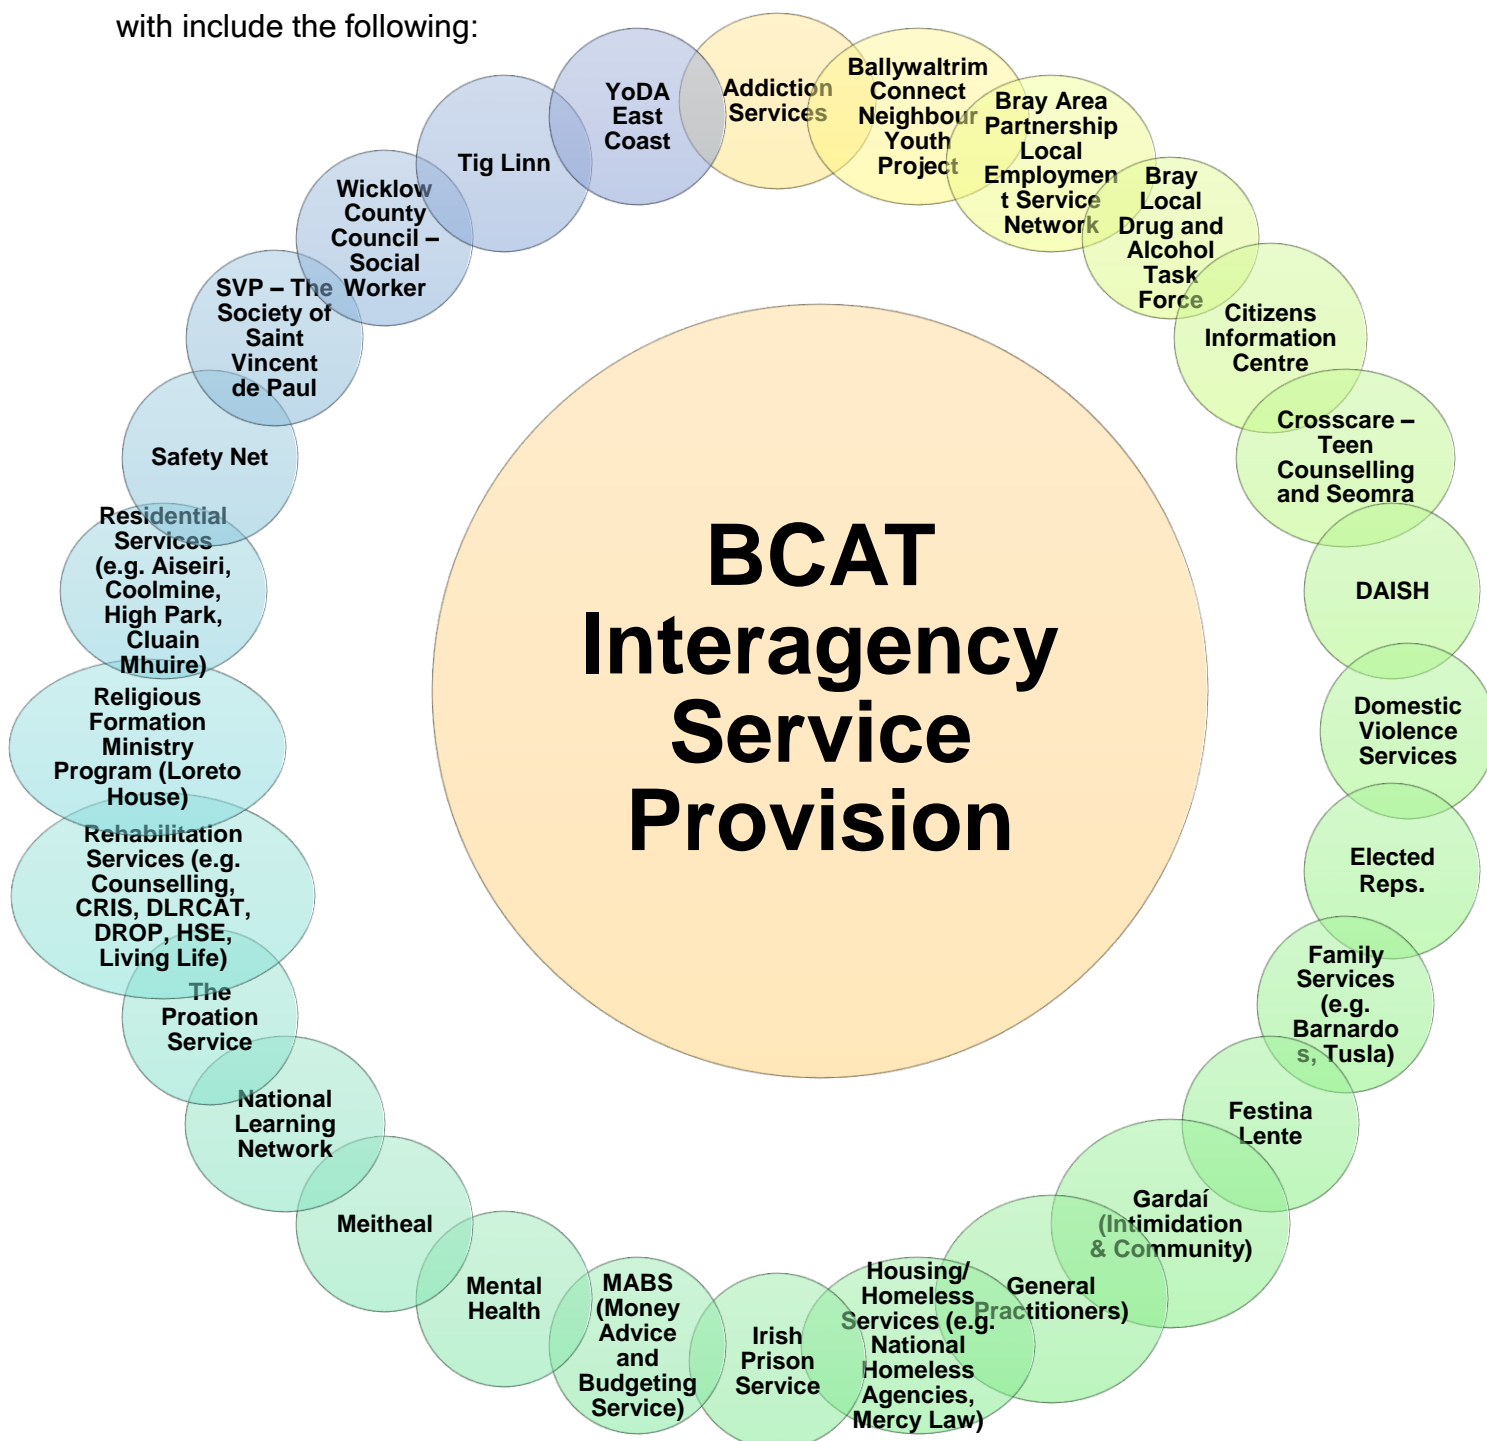 with include the following:
Addiction
Services
Ballywaltrim
Connect
Neighbour
Youth
Project
Bray Area
Partnership
Local
Employmen
t Service
Network
Bray
Local
Drug and
Alcohol
Task
Force
Citizens
Information
Centre
Crosscare –
Teen
Counselling
and Seomra
DAISH
Domestic
Violence
Services
Elected
Reps.
Family
Services
(e.g.
Barnardo
s, Tusla)
Festina
Lente
Gardaí
(Intimidation
& Community)
General
Practitioners)
Housing/
Homeless
Services (e.g.
National
Homeless
Agencies,
Mercy Law)
Irish
Prison
Service
MABS
(Money
Advice
and
Budgeting
Service)
Mental
Health
Meitheal
National
Learning
Network
The
Proation
Service
Rehabilitation
Services (e.g.
Counselling,
CRIS, DLRCAT,
DROP, HSE,
Living Life)
Religious
Formation
Ministry
Program (Loreto
House)
Residential
Services
(e.g. Aiseiri,
Coolmine,
High Park,
Cluain
Mhuire)
Safety Net
SVP – The
Society of
Saint
Vincent
de Paul
Wicklow
County
Council –
Social
Worker
Tig Linn
YoDA
East
Coast
BCAT
Interagency
Service
Provision